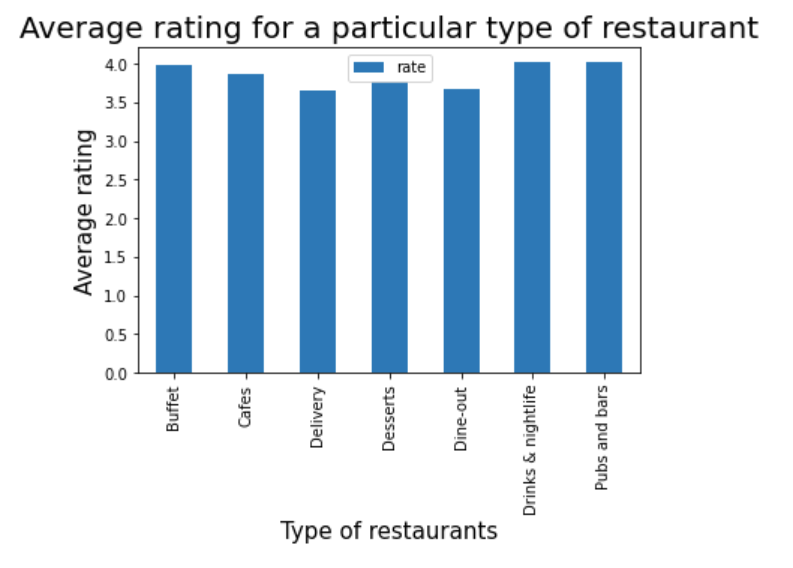 Average rating for a particular type of restaurant
rate
Average rating
4.0
3.5
3.0
2.5
2.0
1.5
1.0
0.5
0.0
Buffet
Cafes
Delivery
Desserts
Dine-out
Drinks & nightlife
Pubs and bars
Type of restaurants